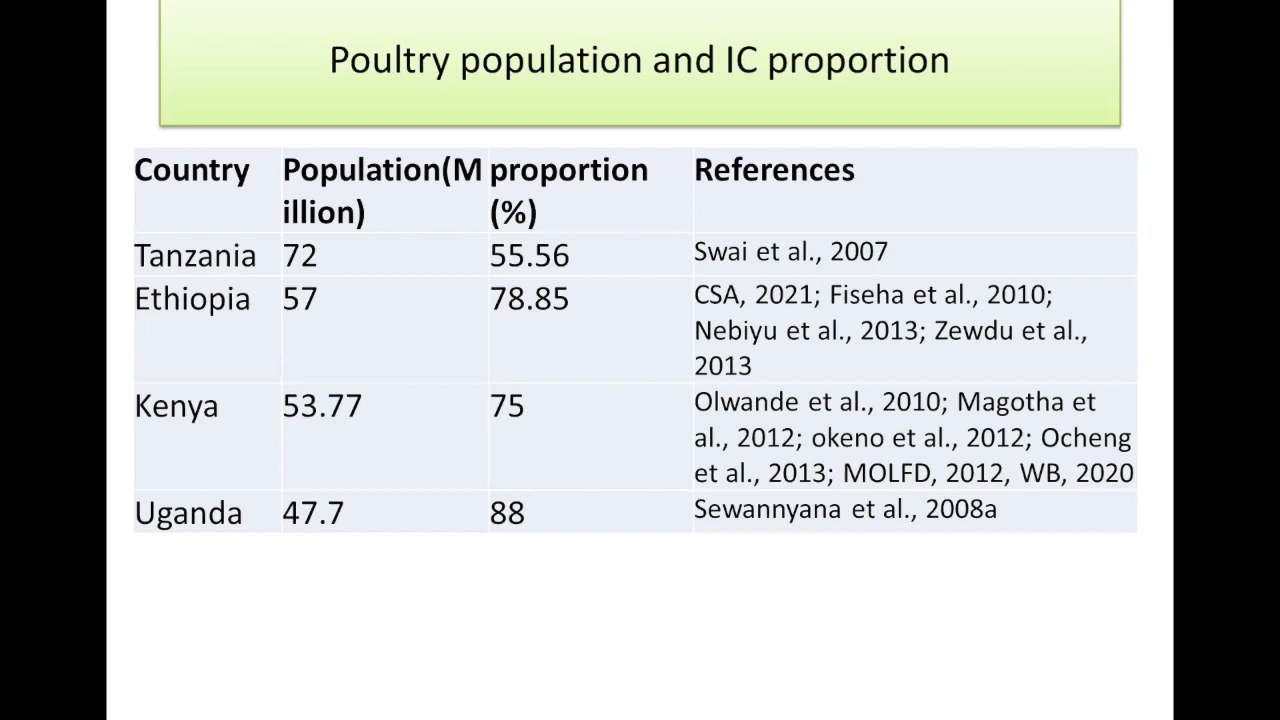 Poultry population and IC proportion
Country Population(M proportion References
illion) (%)
Tanzania 72 55.56 Swai et al., 2007
Ethiopia 57 78.85 CSA, 2021; Fiseha et al., 2010;
Nebiyu et al., 2013; Zewdu et al.,
2013
Kenya 53.77 75 Olwande et al., 2010; Magotha et
al., 2012; okeno et al., 2012; Ocheng
et al., 2013; MOLFD, 2012, WB, 2020
Uganda 47.7 88 Sewannyana et al., 2008a